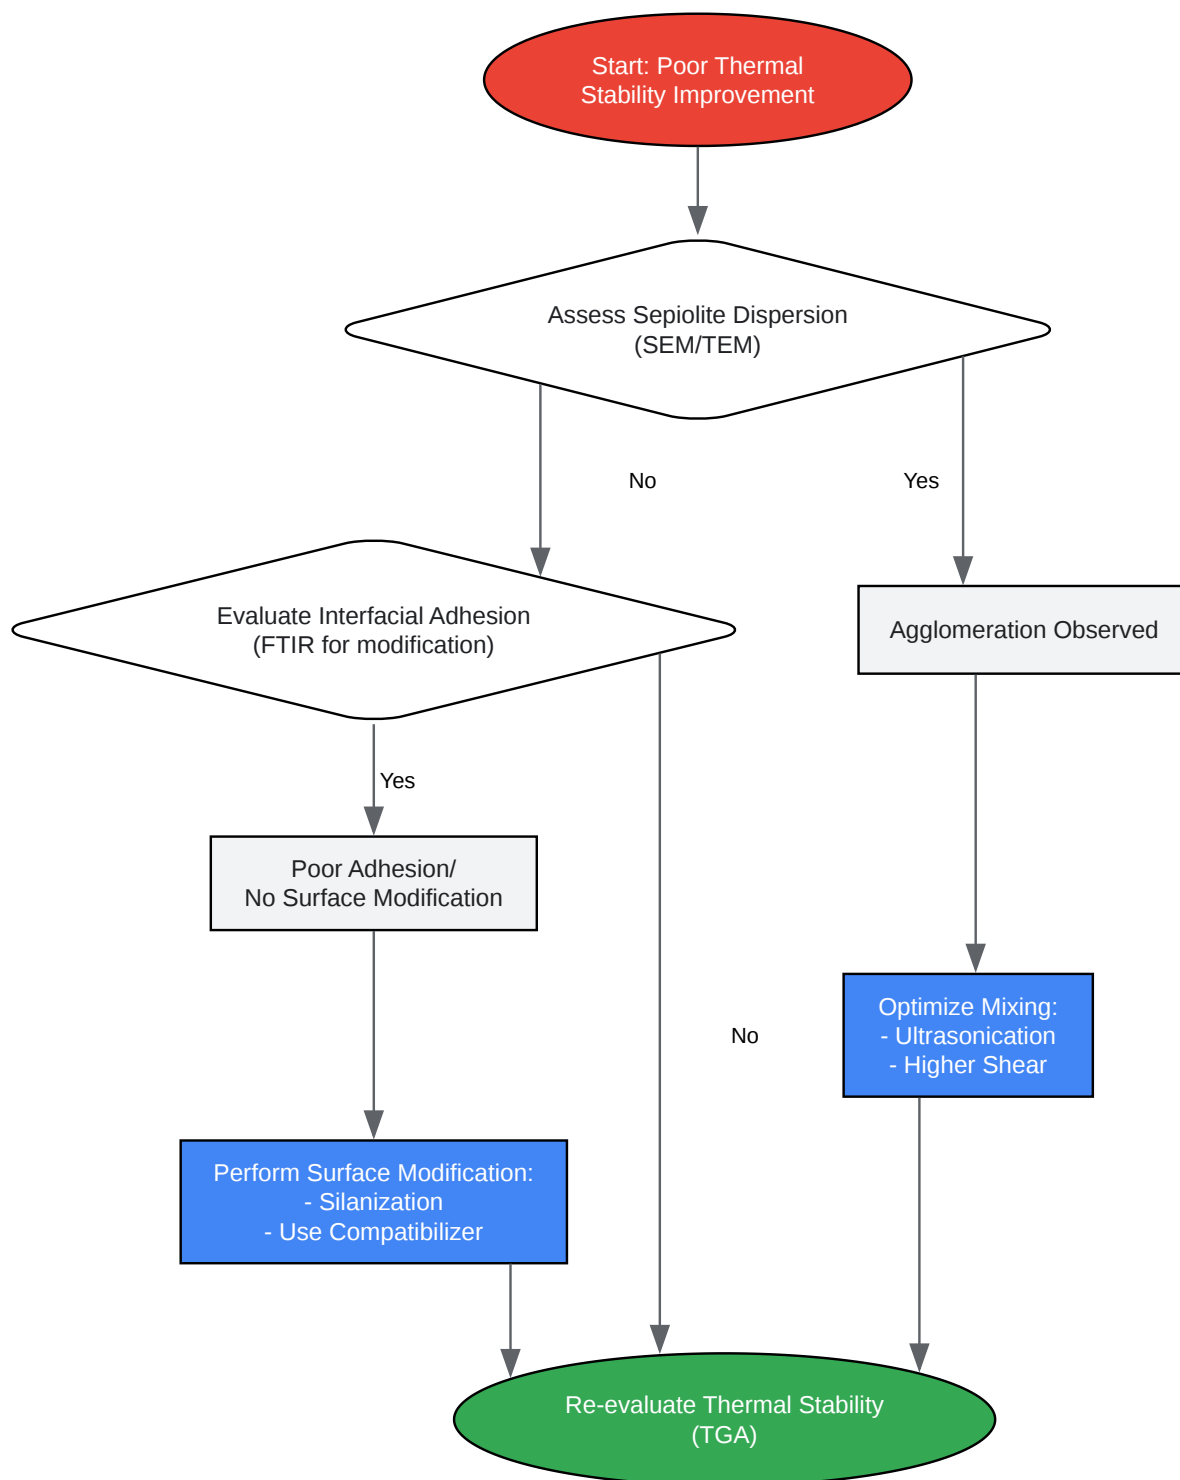 Start: Poor Thermal
Stability Improvement
Assess Sepiolite Dispersion
(SEM/TEM)
No
Yes
Evaluate Interfacial Adhesion
(FTIR for modification)
Agglomeration Observed
Yes
Poor Adhesion/
No Surface Modification
Optimize Mixing:
- Ultrasonication
- Higher Shear
No
Perform Surface Modification:
- Silanization
- Use Compatibilizer
Re-evaluate Thermal Stability
(TGA)